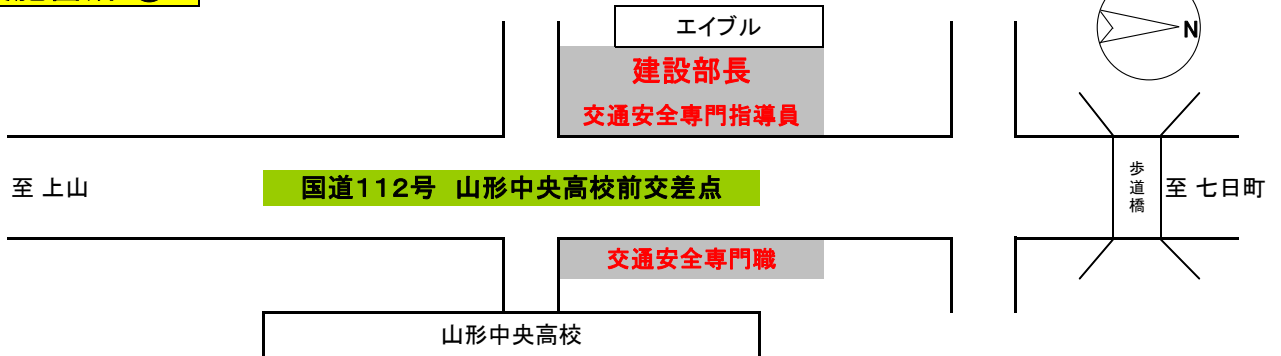 エイブル
N
建設部長
交通安全専門指導員
至 上山
国道112号 山形中央高校前交差点
歩道橋
至 七日町
交通安全専門職
山形中央高校